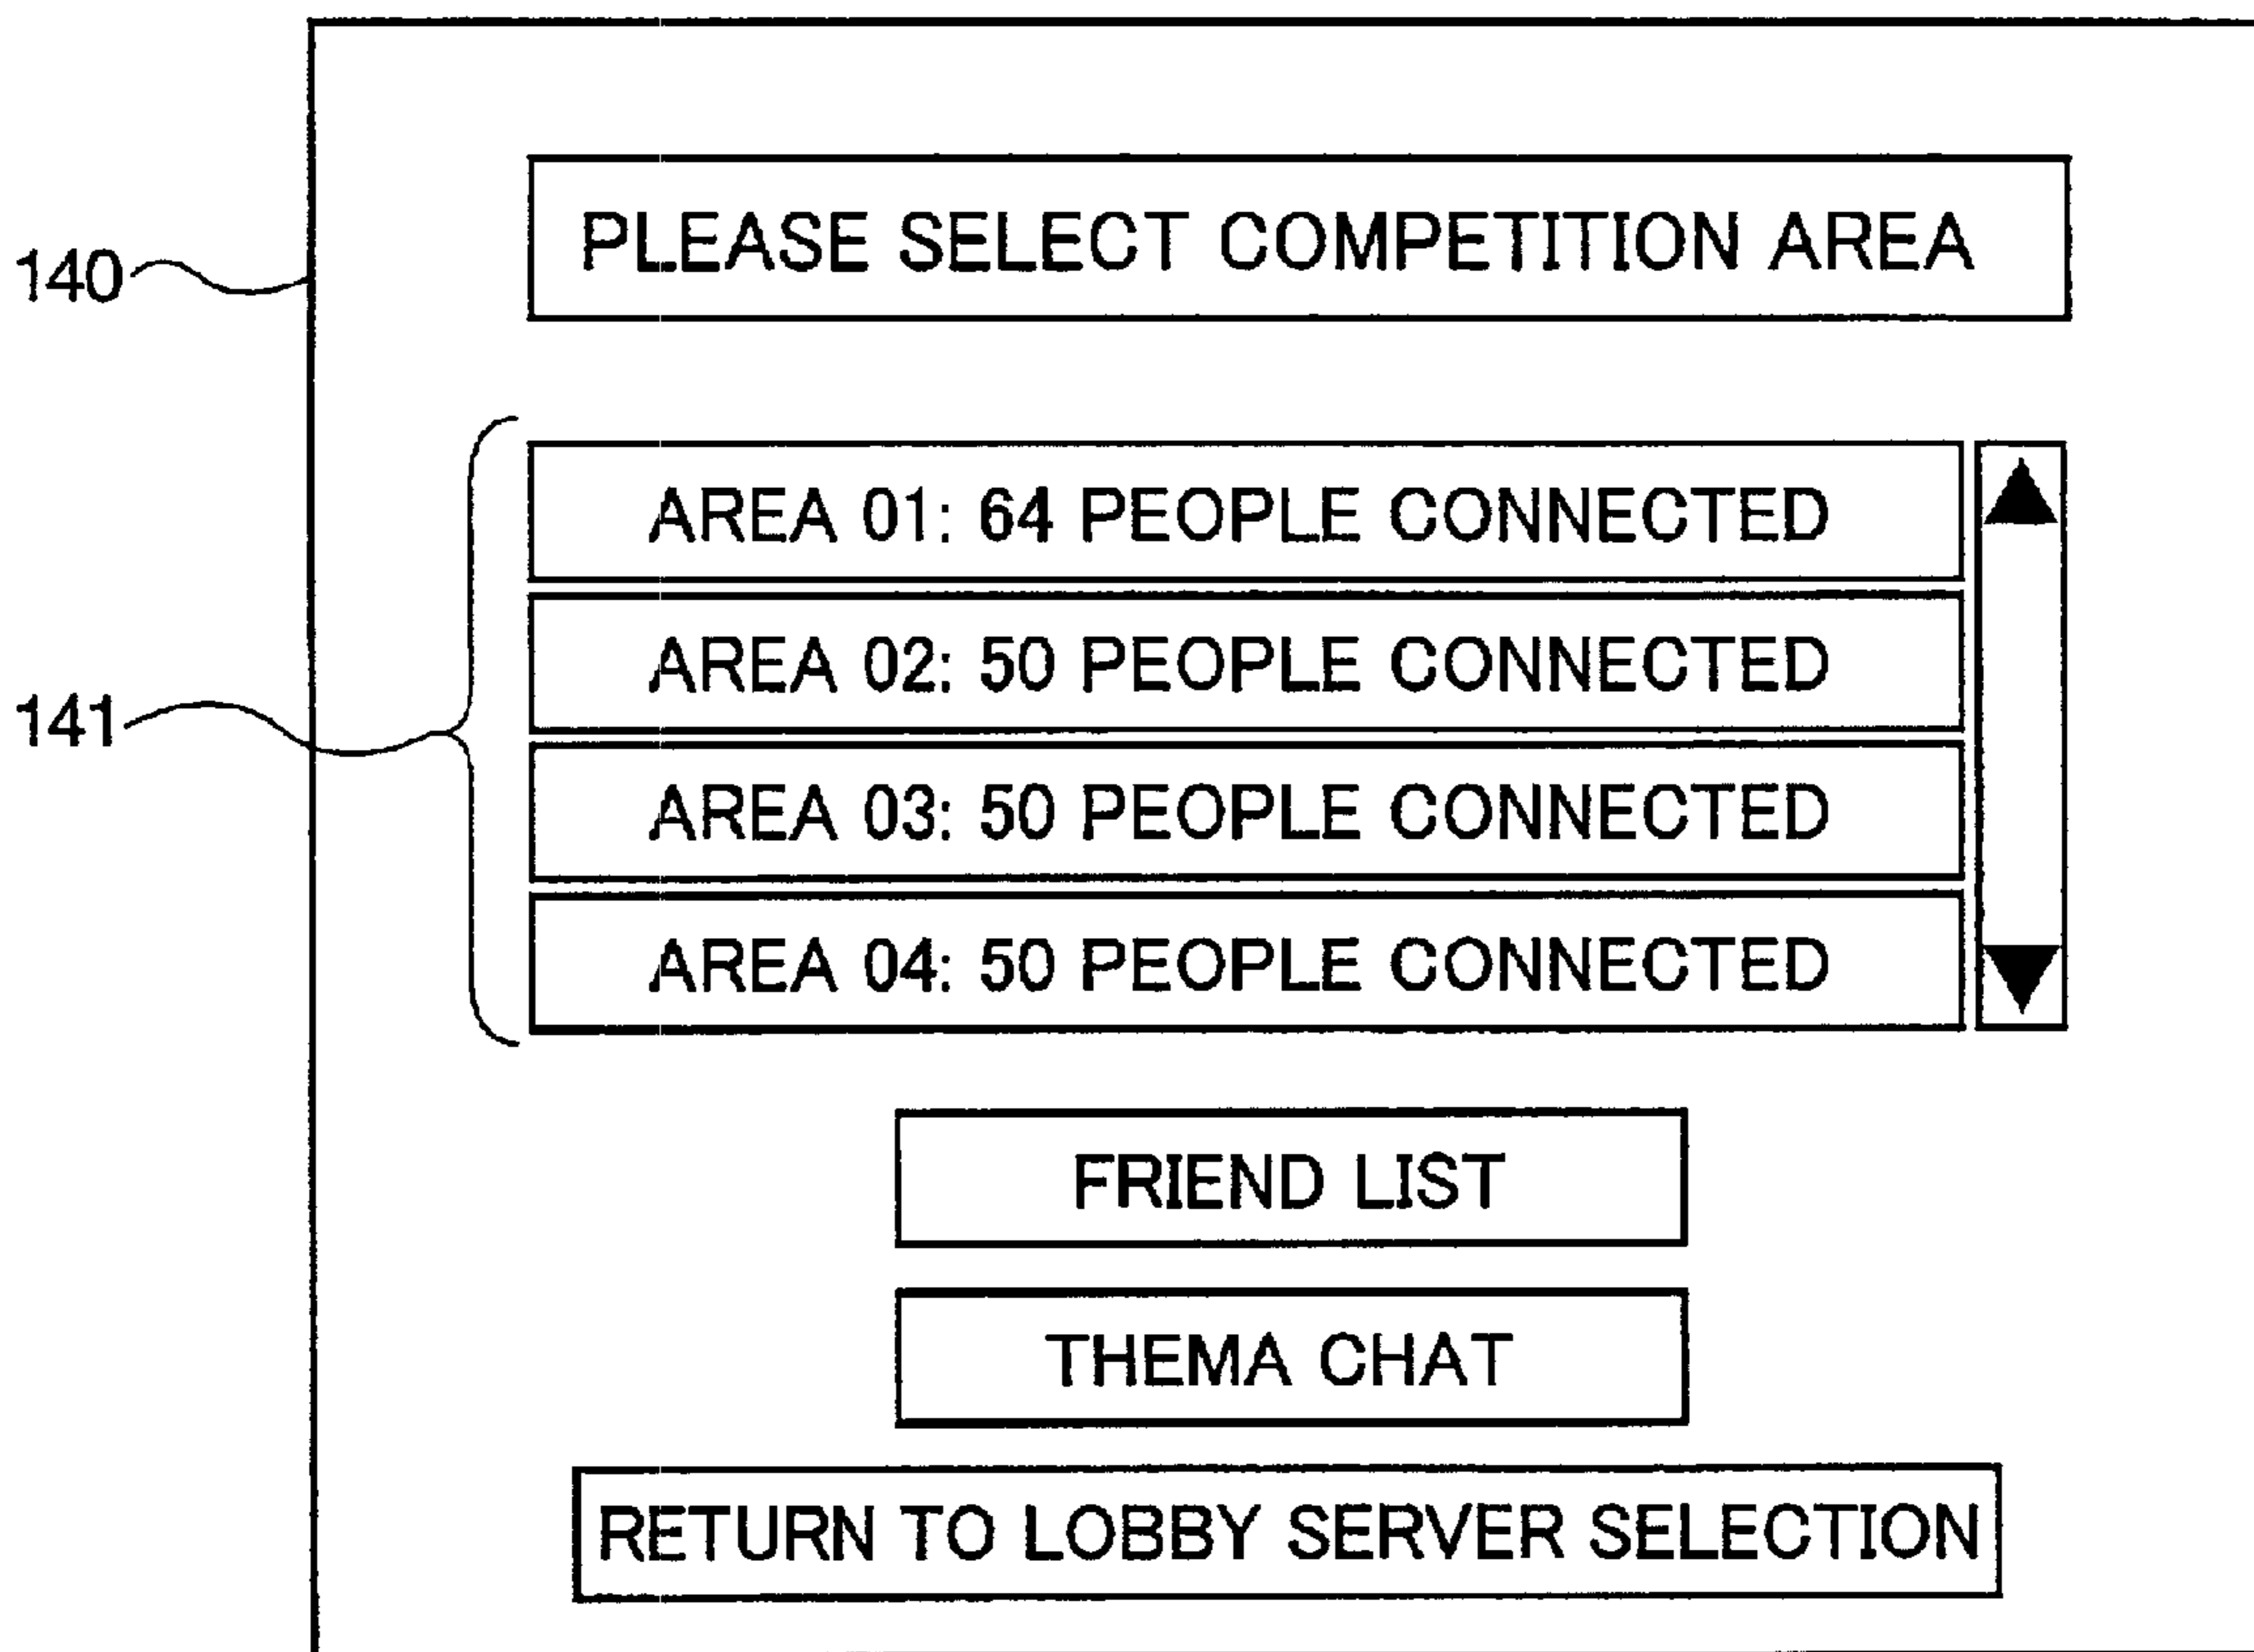 PLEASE SELECT COMPETITION AREA
140
AREA 01: 64 PEOPLE CONNECTED
AREA 02: 50 PEOPLE CONNECTED
141
AREA 03: 50 PEOPLE CONNECTED
AREA 04: 50 PEOPLE CONNECTED
FRIEND LIST
THEMA CHAT
RETURN TO LOBBY SERVER SELECTION